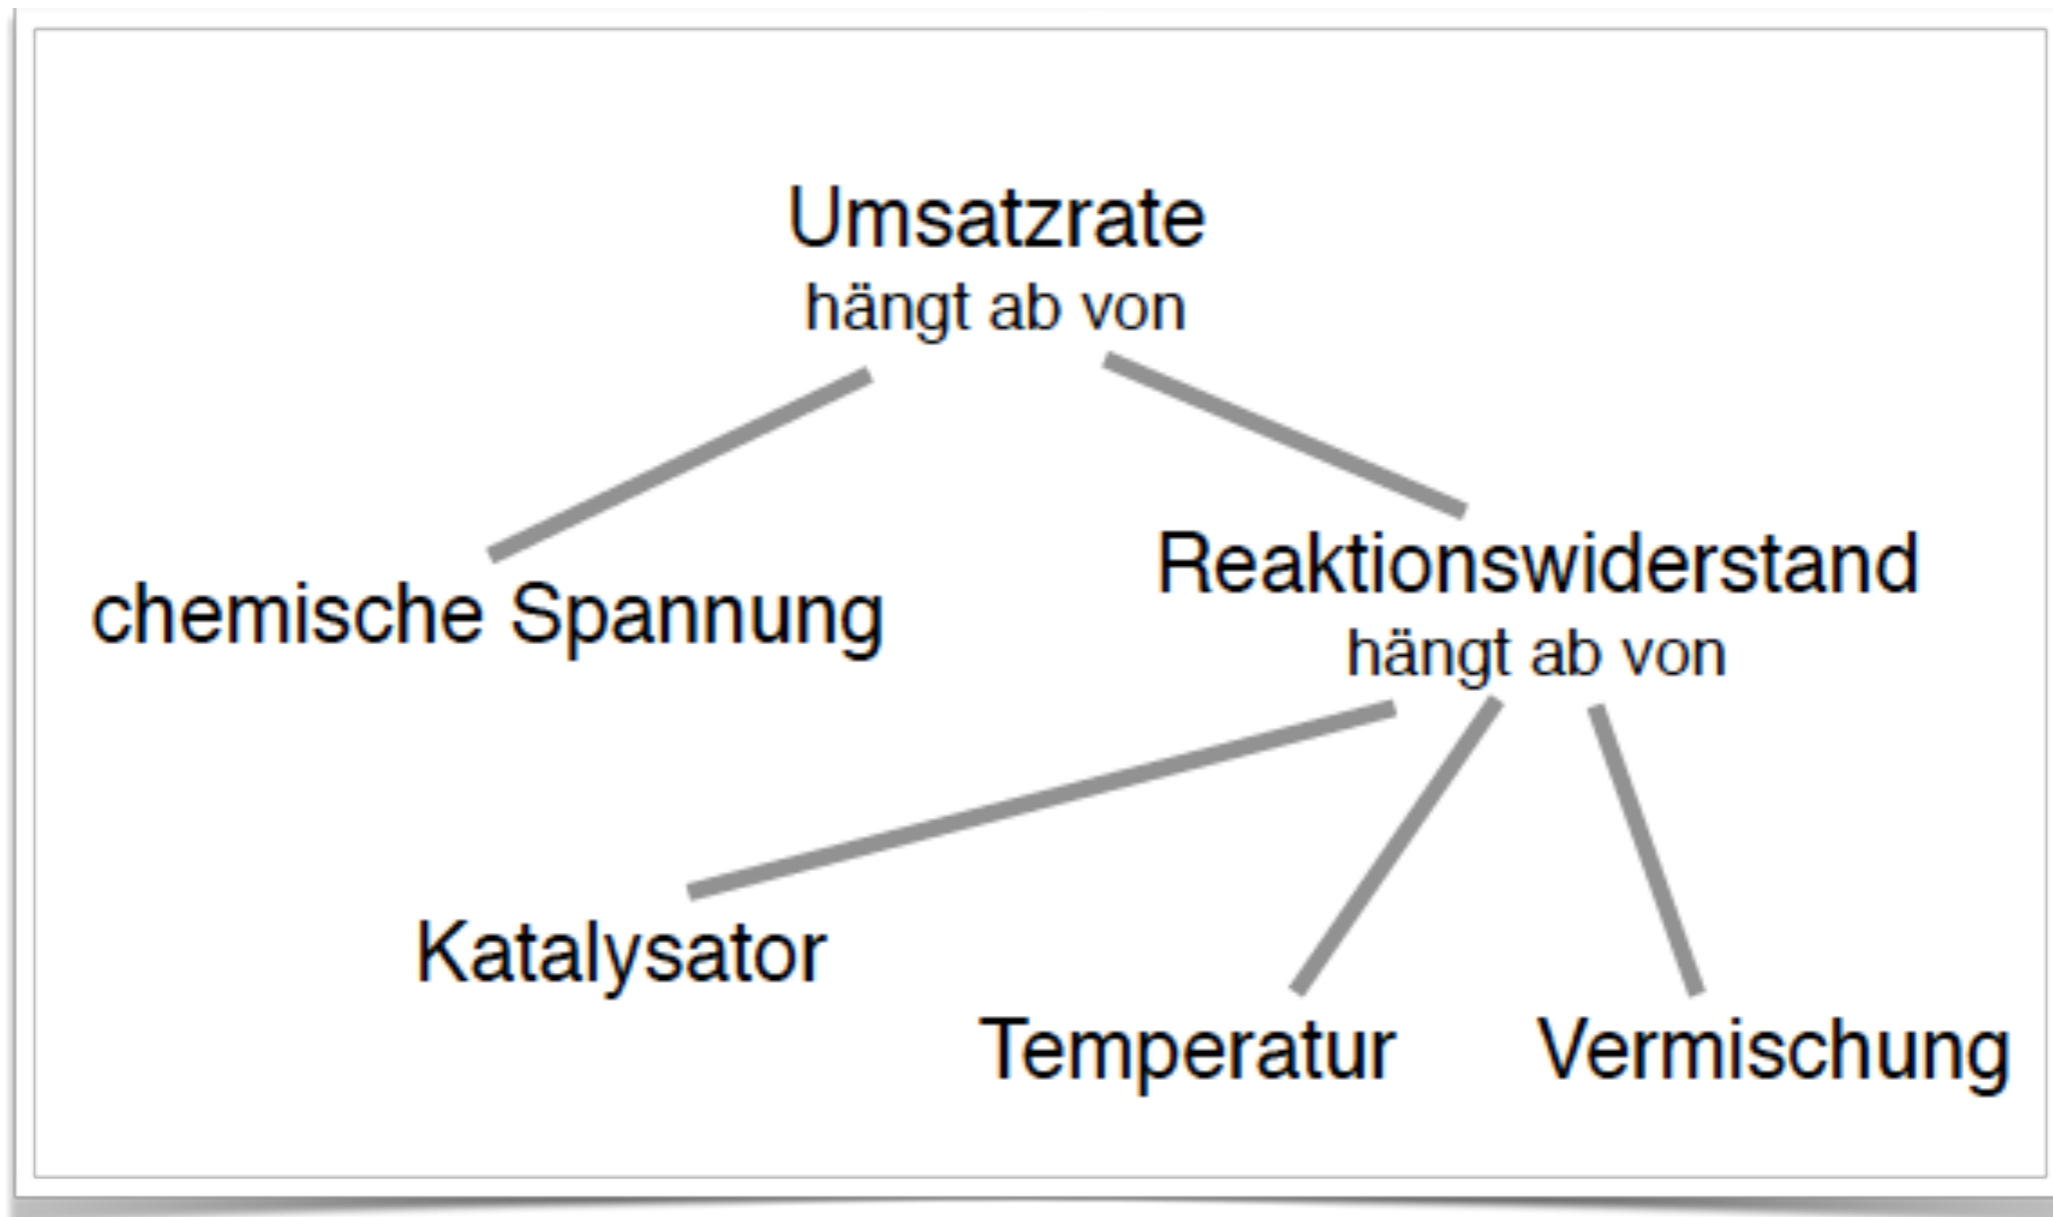 Umsatzrate
hängt ab von
chemische Spannung
Reaktionswiderstand
hängt ab von
Katalysator
Temperatur
Vermischung